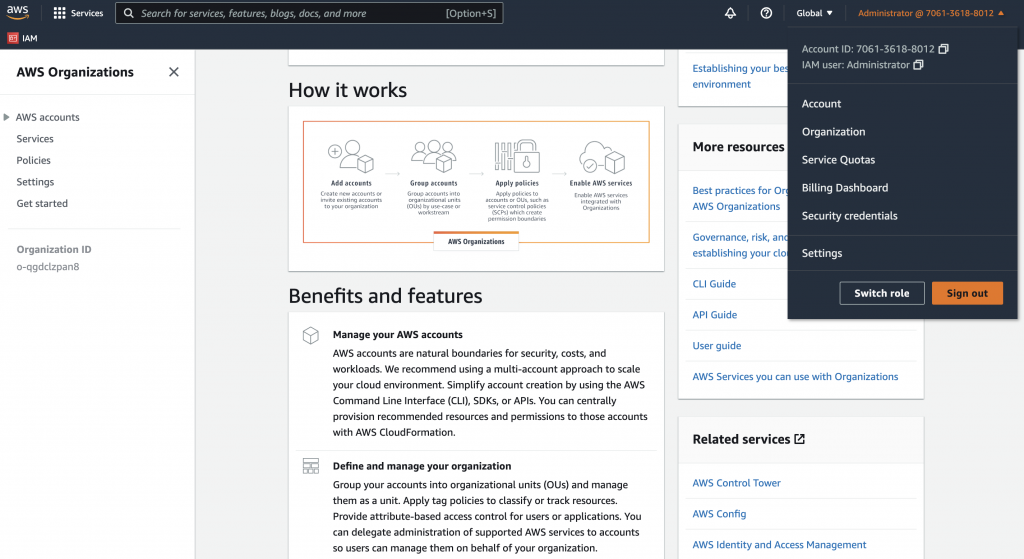 aws
Services
Search for services, features, blogs, docs, and more
[Option+S]
Global
Administrator @ 7061-3618-8012
IAM
Account ID: 7061-3618-8012
IAM user: Administrator
Account
Organization
Service Quotas
Billing Dashboard
Security credentials
Settings
Switch role
Sign out
AWS Organizations
AWS accounts
Services
Policies
Settings
Get started
Organization ID
o-qgdclzpan8
How it works
Add accounts
Create new accounts or
invite existing accounts
to your organization
Group accounts
Group accounts into
organizational units
(OUs) by use-case or
workstream
Apply policies
Apply policies to
accounts or OUs, such as
service control policies
(SCPs) which create
permission boundaries
Enable AWS services
Enable AWS services
integrated with
Organizations
AWS Organizations
Benefits and features
Manage your AWS accounts
AWS accounts are natural boundaries for security, costs, and
workloads. We recommend using a multi-account approach to scale
your cloud environment. Simplify account creation by using the AWS
Command Line Interface (CLI), SDKs, or APIs. You can centrally
provision recommended resources and permissions to those accounts
with AWS CloudFormation.
Define and manage your organization
Group your accounts into organizational units (OUs) and manage
them as a unit. Apply tag policies to classify or track resources.
Provide attribute-based access control for users or applications. You
can delegate administration of supported AWS services to accounts
so users can manage them on behalf of your organization.
Establishing your bes
environment
More resources
Best practices for Or
AWS Organizations
Governance, risk, and
establishing your clou
CLI Guide
API Guide
User guide
AWS Services you can use with Organizations
Related services
AWS Control Tower
AWS Config
AWS Identity and Access Management